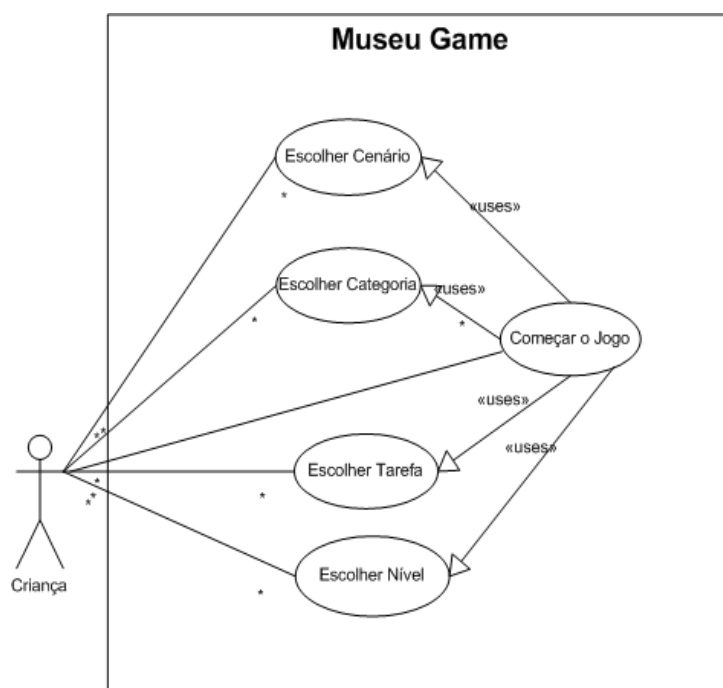 Museu Game
Escolher Cenário
*
«uses»
Escolher Categoria
«uses»
*
*
Começar o Jogo
«uses»
**
«uses»
Escolher Tarefa
*
*
**
Escolher Nível
Criança
*